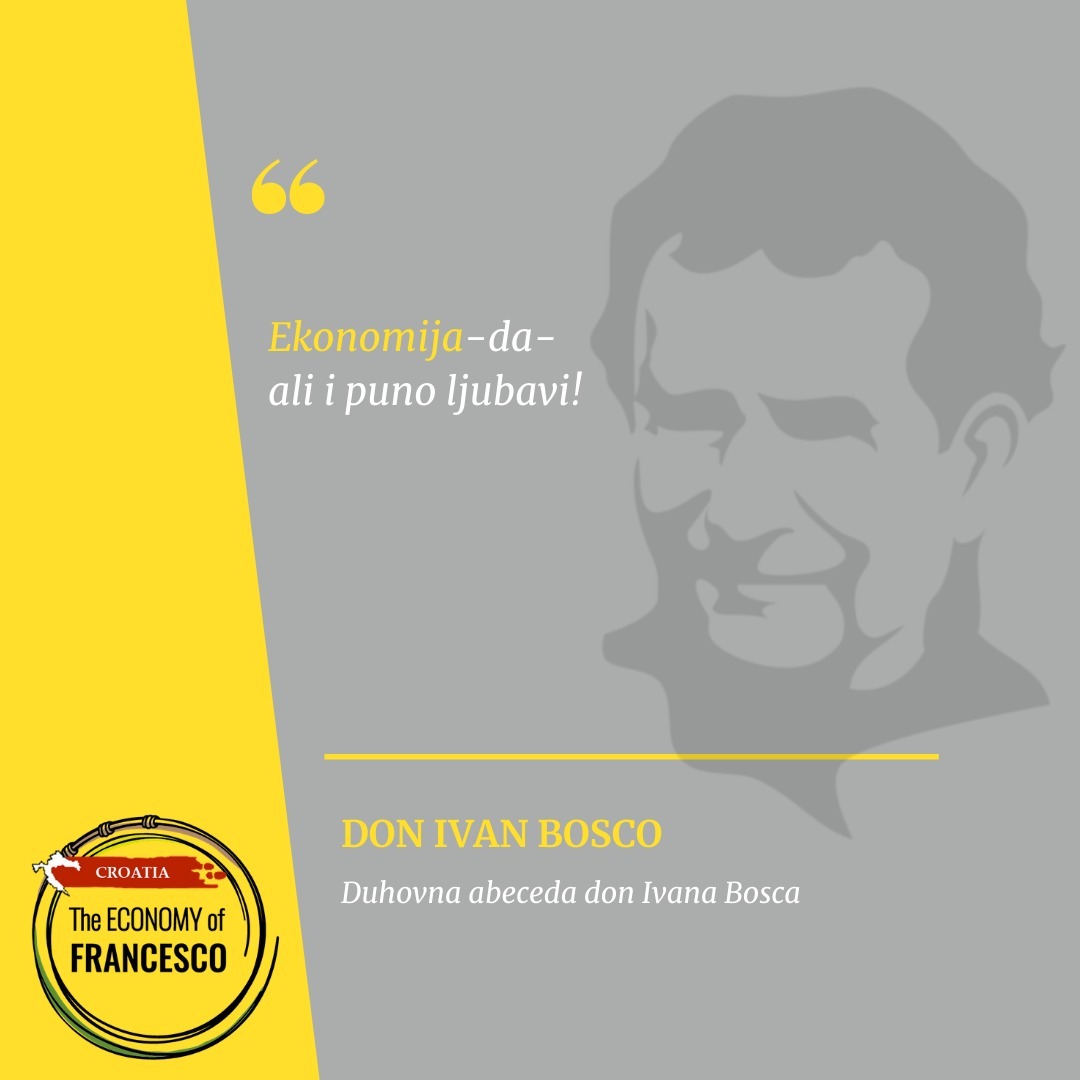 “
Ekonomija-da-
ali i puno ljubavi!
DON IVAN BOSCO
Duhovna abeceda don Ivana Bosca
CROATIA
The ECONOMY of
FRANCESCO